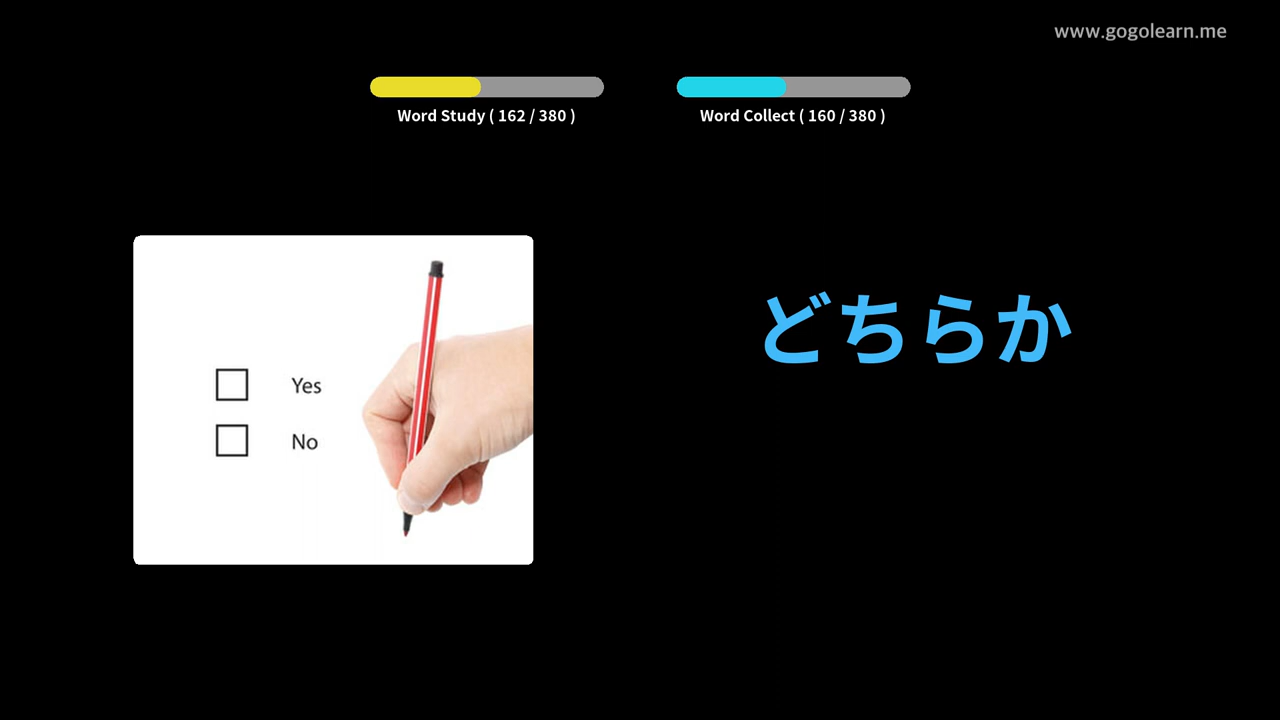 www.gogolearn.me
Word Study ( 162 / 380 )
Word Collect ( 160 / 380 )
どちらか
Yes
No